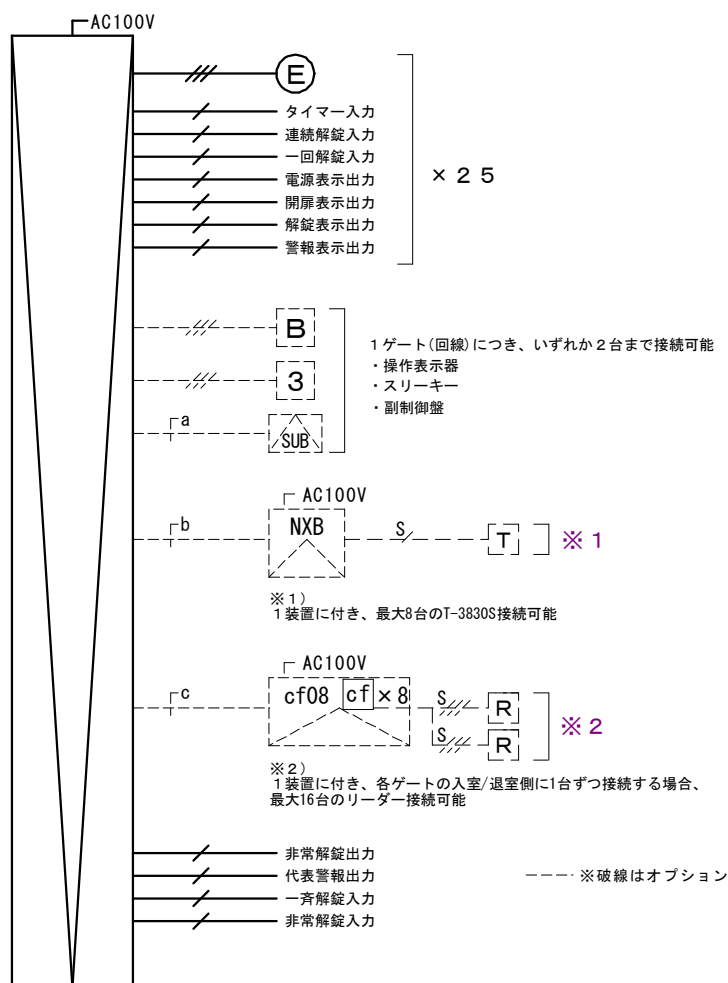 AC100V
E
タイマー入力
連続解錠入力
一回解錠入力
電源表示出力
開扉表示出力
解錠表示出力
警報表示出力
×２５
B
3
a
SUB
１ゲート(回線)につき、いずれか２台まで接続可能
・操作表示器
・スリーキー
・副制御盤
AC100V
b
NXB
S
T
※１
※１)
１装置に付き、最大8台のT-3830S接続可能
AC100V
c
cf08 cf ×8
S
R
S
R
※２
※２)
１装置に付き、各ゲートの入室/退室側に1台ずつ接続する場合、
最大16台のリーダー接続可能
非常解錠出力
代表警報出力
一斉解錠入力
非常解錠入力
※破線はオプション